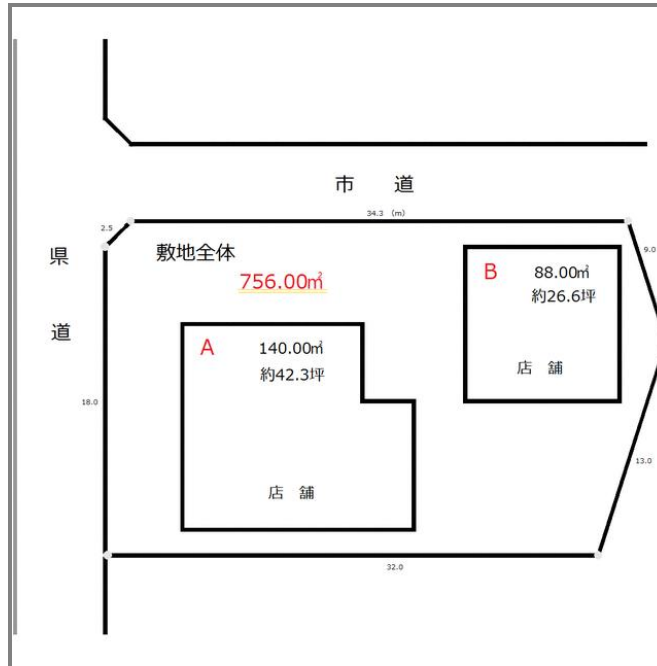 市　道
34.3 （m）
2.5
県
道
敷地全体
756.00㎡
9.0
B
88.00㎡
約26.6坪
店　舗
A
140.00㎡
約42.3坪
店　舗
18.0
13.0
32.0